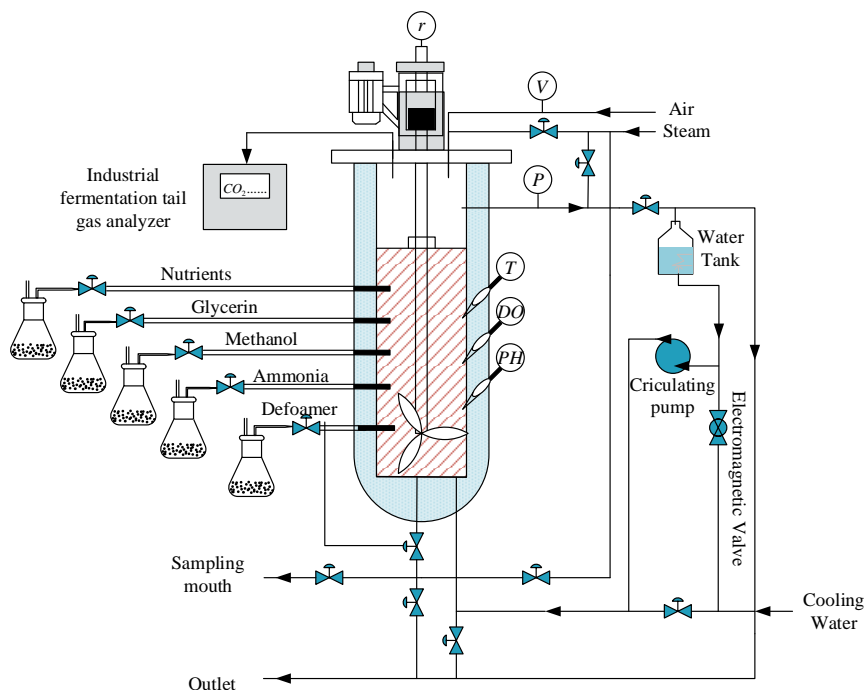 r
V
Air
Steam
CO2......
Industrial
fermentation tail
gas analyzer
P
Water
Tank
T
Nutrients
Glycerin
DO
Methanol
PH
Criculating
pump
Ammonia
Defoamer
Electromagnetic Valve
Sampling
mouth
Cooling
Water
Outlet